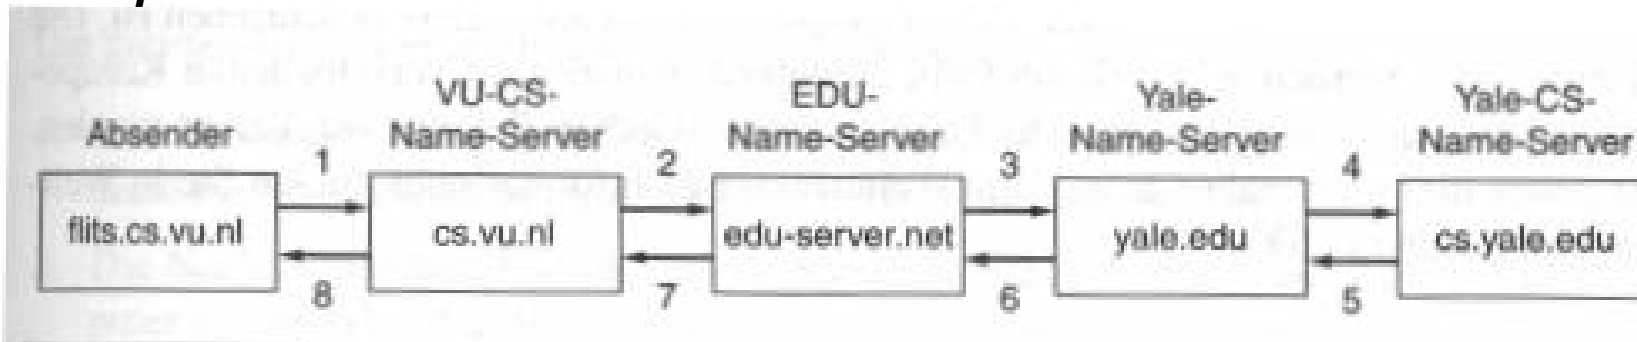 Absender
VU-CS-
Name-Server
EDU-
Name-Server
Yale-
Name-Server
Yale-CS-
Name-Server
1
2
3
4
flits.cs.vu.nl
cs.vu.nl
edu-server.net
yale.edu
cs.yale.edu
8
7
6
5